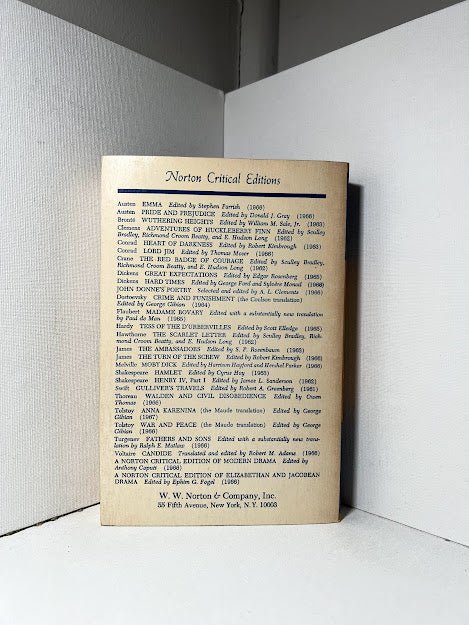 Norton Critical Editions
Austen EMMA Edited by Stephen Parrish (1966)
Austen PRIDE AND PREJUDICE Edited by Donald J. Gray (1966)
Brontë WUTHERING HEIGHTS Edited by William M. Sale, Jr. (1963)
Clemens ADVENTURES OF HUCKLEBERRY FINN Edited by Sculley
Bradley, Richmond Croom Beatty, and E. Hudson Long (1962)
Conrad HEART OF DARKNESS Edited by Robert Kimbrough (1963)
Conrad LORD JIM Edited by Thomas Moser (1966)
Crane THE RED BADGE OF COURAGE Edited by Sculley Bradley,
Richmond Croom Beatty, and E. Hudson Long (1962)
Dickens GREAT EXPECTATIONS Edited by Edgar Rosenberg (1965)
Dickens HARD TIMES Edited by George Ford and Sylvère Monod (1966)
JOHN DONNE'S POETRY Selected and edited by A. L. Clements (1966)
Dostoevsky CRIME AND PUNISHMENT (the Coulson translation)
Edited by George Gibian (1964)
Flaubert MADAME BOVARY Edited with a substantially new translation
by Paul de Man (1965)
Hardy TESS OF THE D'URBERVILLES Edited by Scott Elledge (1965)
Hawthorne THE SCARLET LETTER Edited by Sculley Bradley, Rich-
mond Croom Beatty, and E. Hudson Long (1962)
James THE AMBASSADORS Edited by S. P. Rosenbaum (1963)
James THE TURN OF THE SCREW Edited by Robert Kimbrough (1966)
Melville MOBY DICK Edited by Harrison Hayford and Hershel Parker (1966)
Shakespeare HAMLET Edited by Cyrus Hoy (1963)
Shakespeare HENRY IV, Part I Edited by James L. Sanderson (1962)
Swift GULLIVER'S TRAVELS Edited by Robert A. Greenberg (1961)
Thoreau WALDEN AND CIVIL DISOBEDIENCE Edited by Owen
Thomas (1966)
Tolstoy ANNA KARENINA (the Maude translation) Edited by George
Gibian (1967)
Tolstoy WAR AND PEACE (the Maude translation) Edited by George
Gibian (1966)
Turgenev FATHERS AND SONS Edited with a substantially new trans-
lation by Ralph E. Matlaw (1966)
Voltaire CANDIDE Translated and edited by Robert M. Adams (1966)
A NORTON CRITICAL EDITION OF MODERN DRAMA Edited by
Anthony Caputi (1966)
A NORTON CRITICAL EDITION OF ELIZABETHAN AND JACOBEAN
DRAMA Edited by Ephim G. Fogel (1966)
W. W. Norton & Company, Inc.
55 Fifth Avenue, New York, N.Y. 10003